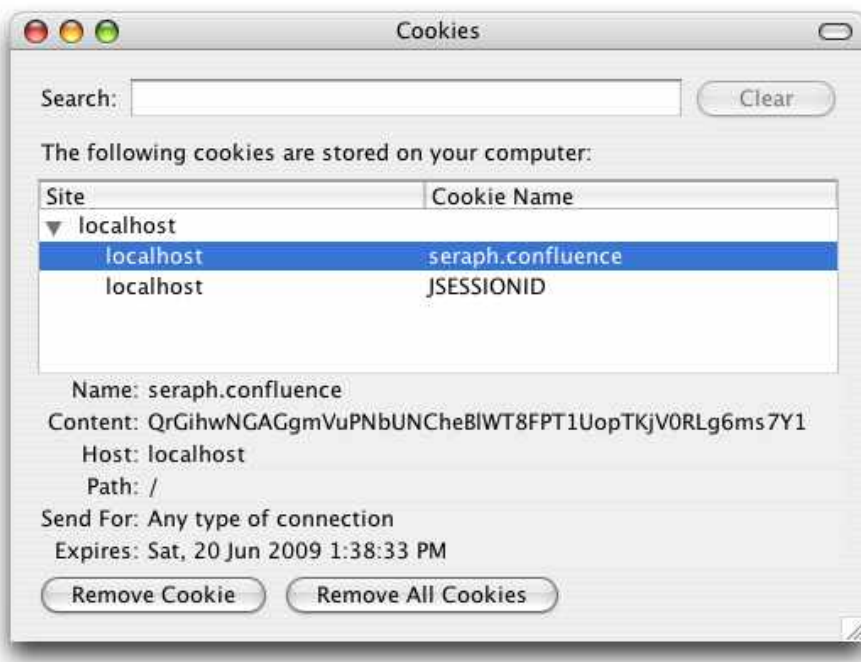 Cookies
Search: Clear
The following cookies are stored on your computer:
Site Cookie Name
localhost
localhost seraph.confluence
localhost JSESSIONID
Name: seraph.confluence
Content: QrGihwNGAGgmVuPNbUNCheBlWT8FPT1UopTKjV0RLg6ms7Y1
Host: localhost
Path: /
Send For: Any type of connection
Expires: Sat, 20 Jun 2009 1:38:33 PM
Remove Cookie Remove All Cookies